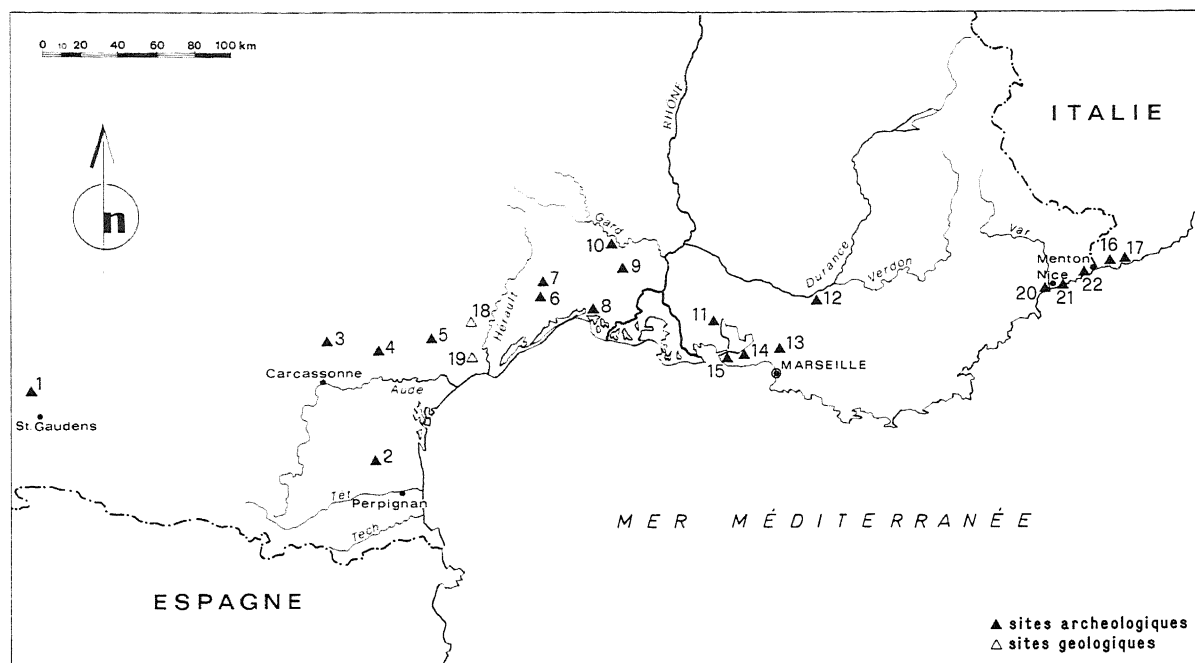 0 10 20 40 60 80 100 km
RHÔNE
ITALIE
n
Gard
10
Var
16 17
Menton
9
Durance
Verdon
Nice
22
7
20 21
6
12
18
Hérault
8
11
3
5
4
19
13
14
15
MARSEILLE
Carcassonne
Aude
1
St. Gaudens
2
Tet
Perpignan
MER MÉDITERRANÉE
Tech
ESPAGNE
▲ sites archeologiques
△ sites geologiques